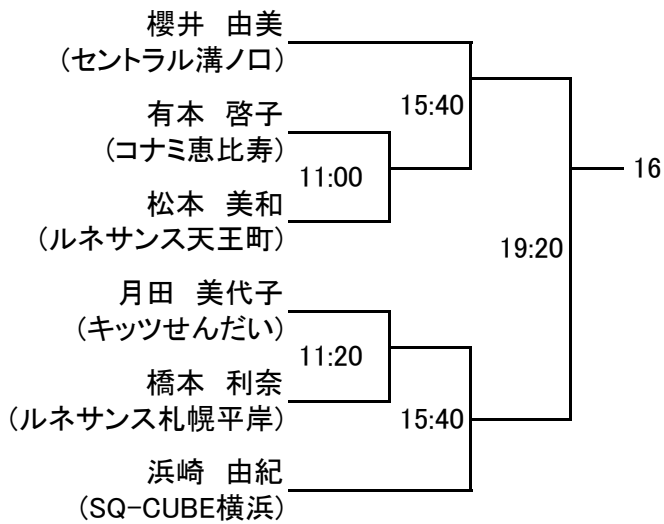 櫻井　由美
(セントラル溝ノ口)
15:40
有本　啓子
(コナミ恵比寿)
11:00
16
松本　美和
(ルネサンス天王町)
19:20
月田　美代子
(キッツせんだい)
11:20
橋本　利奈
(ルネサンス札幌平岸)
15:40
浜崎　由紀
(SQ-CUBE横浜)